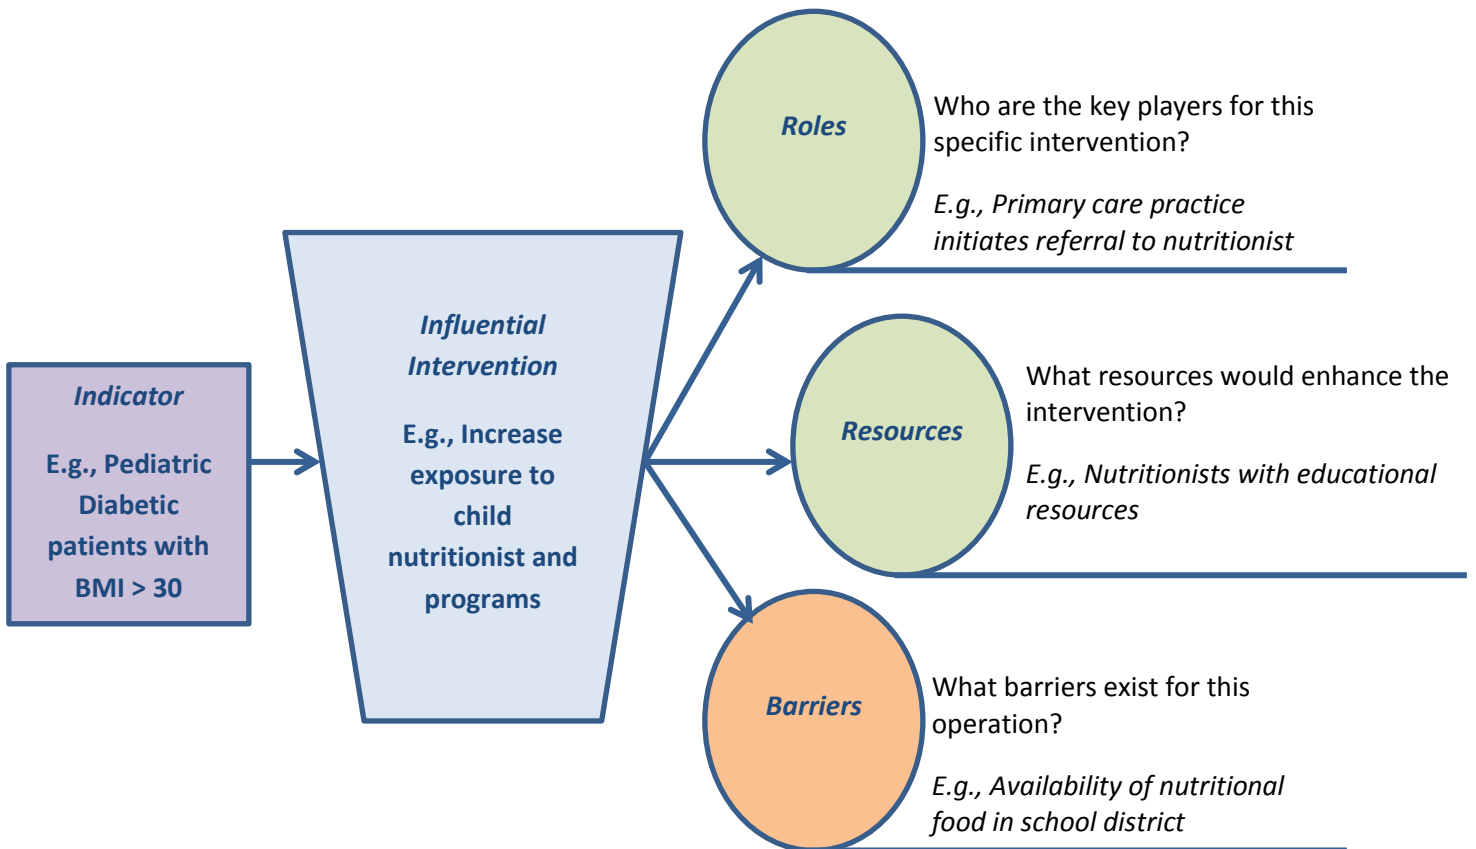 Indicator
E.g., Pediatric
Diabetic
patients with
BMI > 30
Influential
Intervention
E.g., Increase
exposure to
child
nutritionist and
programs
Roles
Who are the key players for this
specific intervention?
E.g., Primary care practice
initiates referral to nutritionist
Resources
What resources would enhance the
intervention?
E.g., Nutritionists with educational
resources
Barriers
What barriers exist for this
operation?
E.g., Availability of nutritional
food in school district